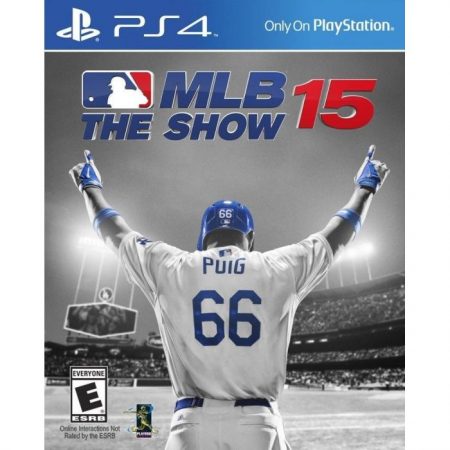 PS4
Only On PlayStation®
MLB 15
THE SHOW
66
PUIG
66
EVERYONE
E
ESRB
Online Interactions Not
Rated by the ESRB